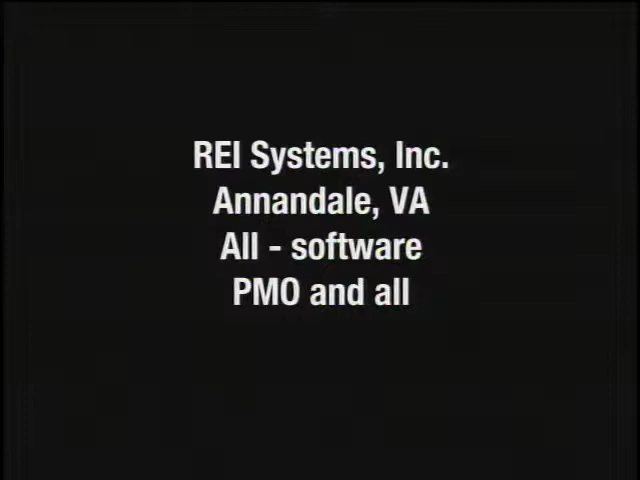 REI Systems, Inc.
Annandale, VA
All - software
PMO and all